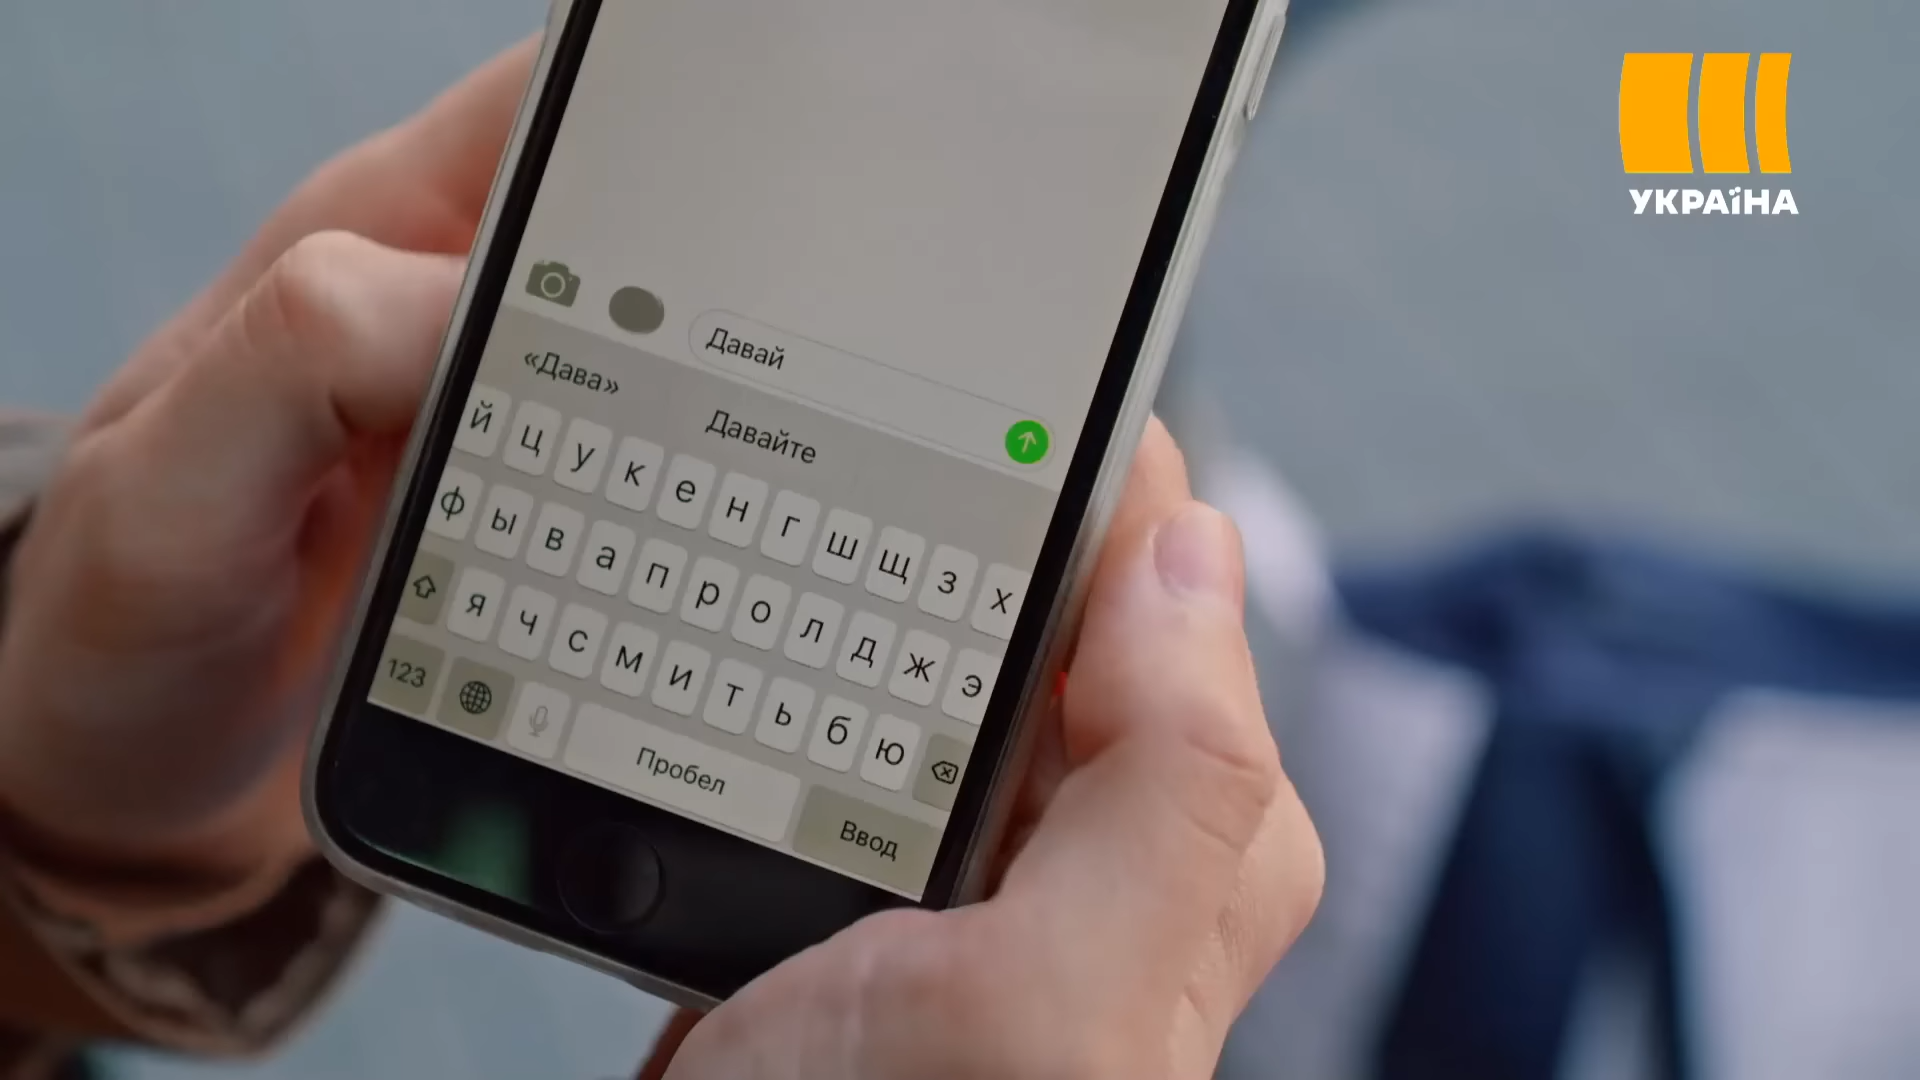 УКРАЇНА
Давай
«Дава» Давайте
й ц у к е н г ш щ з х
ф ы в а п р о л д ж э
я ч с м и т ь б ю
123 Пробел Ввод